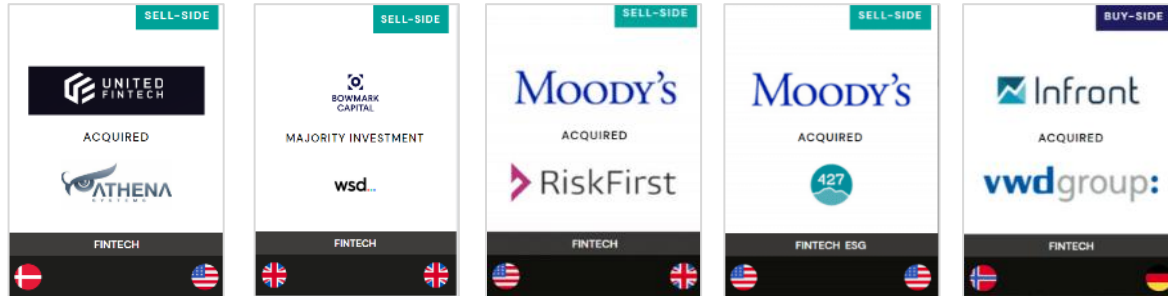 SELL-SIDE
UNITED
FINTECH
ACQUIRED
ATHENA
SYSTEMS
FINTECH
SELL-SIDE
BOWMARK
CAPITAL
MAJORITY INVESTMENT
wsd...
FINTECH
SELL-SIDE
MOODY'S
ACQUIRED
RiskFirst
FINTECH
SELL-SIDE
MOODY'S
ACQUIRED
427
FINTECH ESG
BUY-SIDE
Infront
ACQUIRED
vwdgroup:
FINTECH